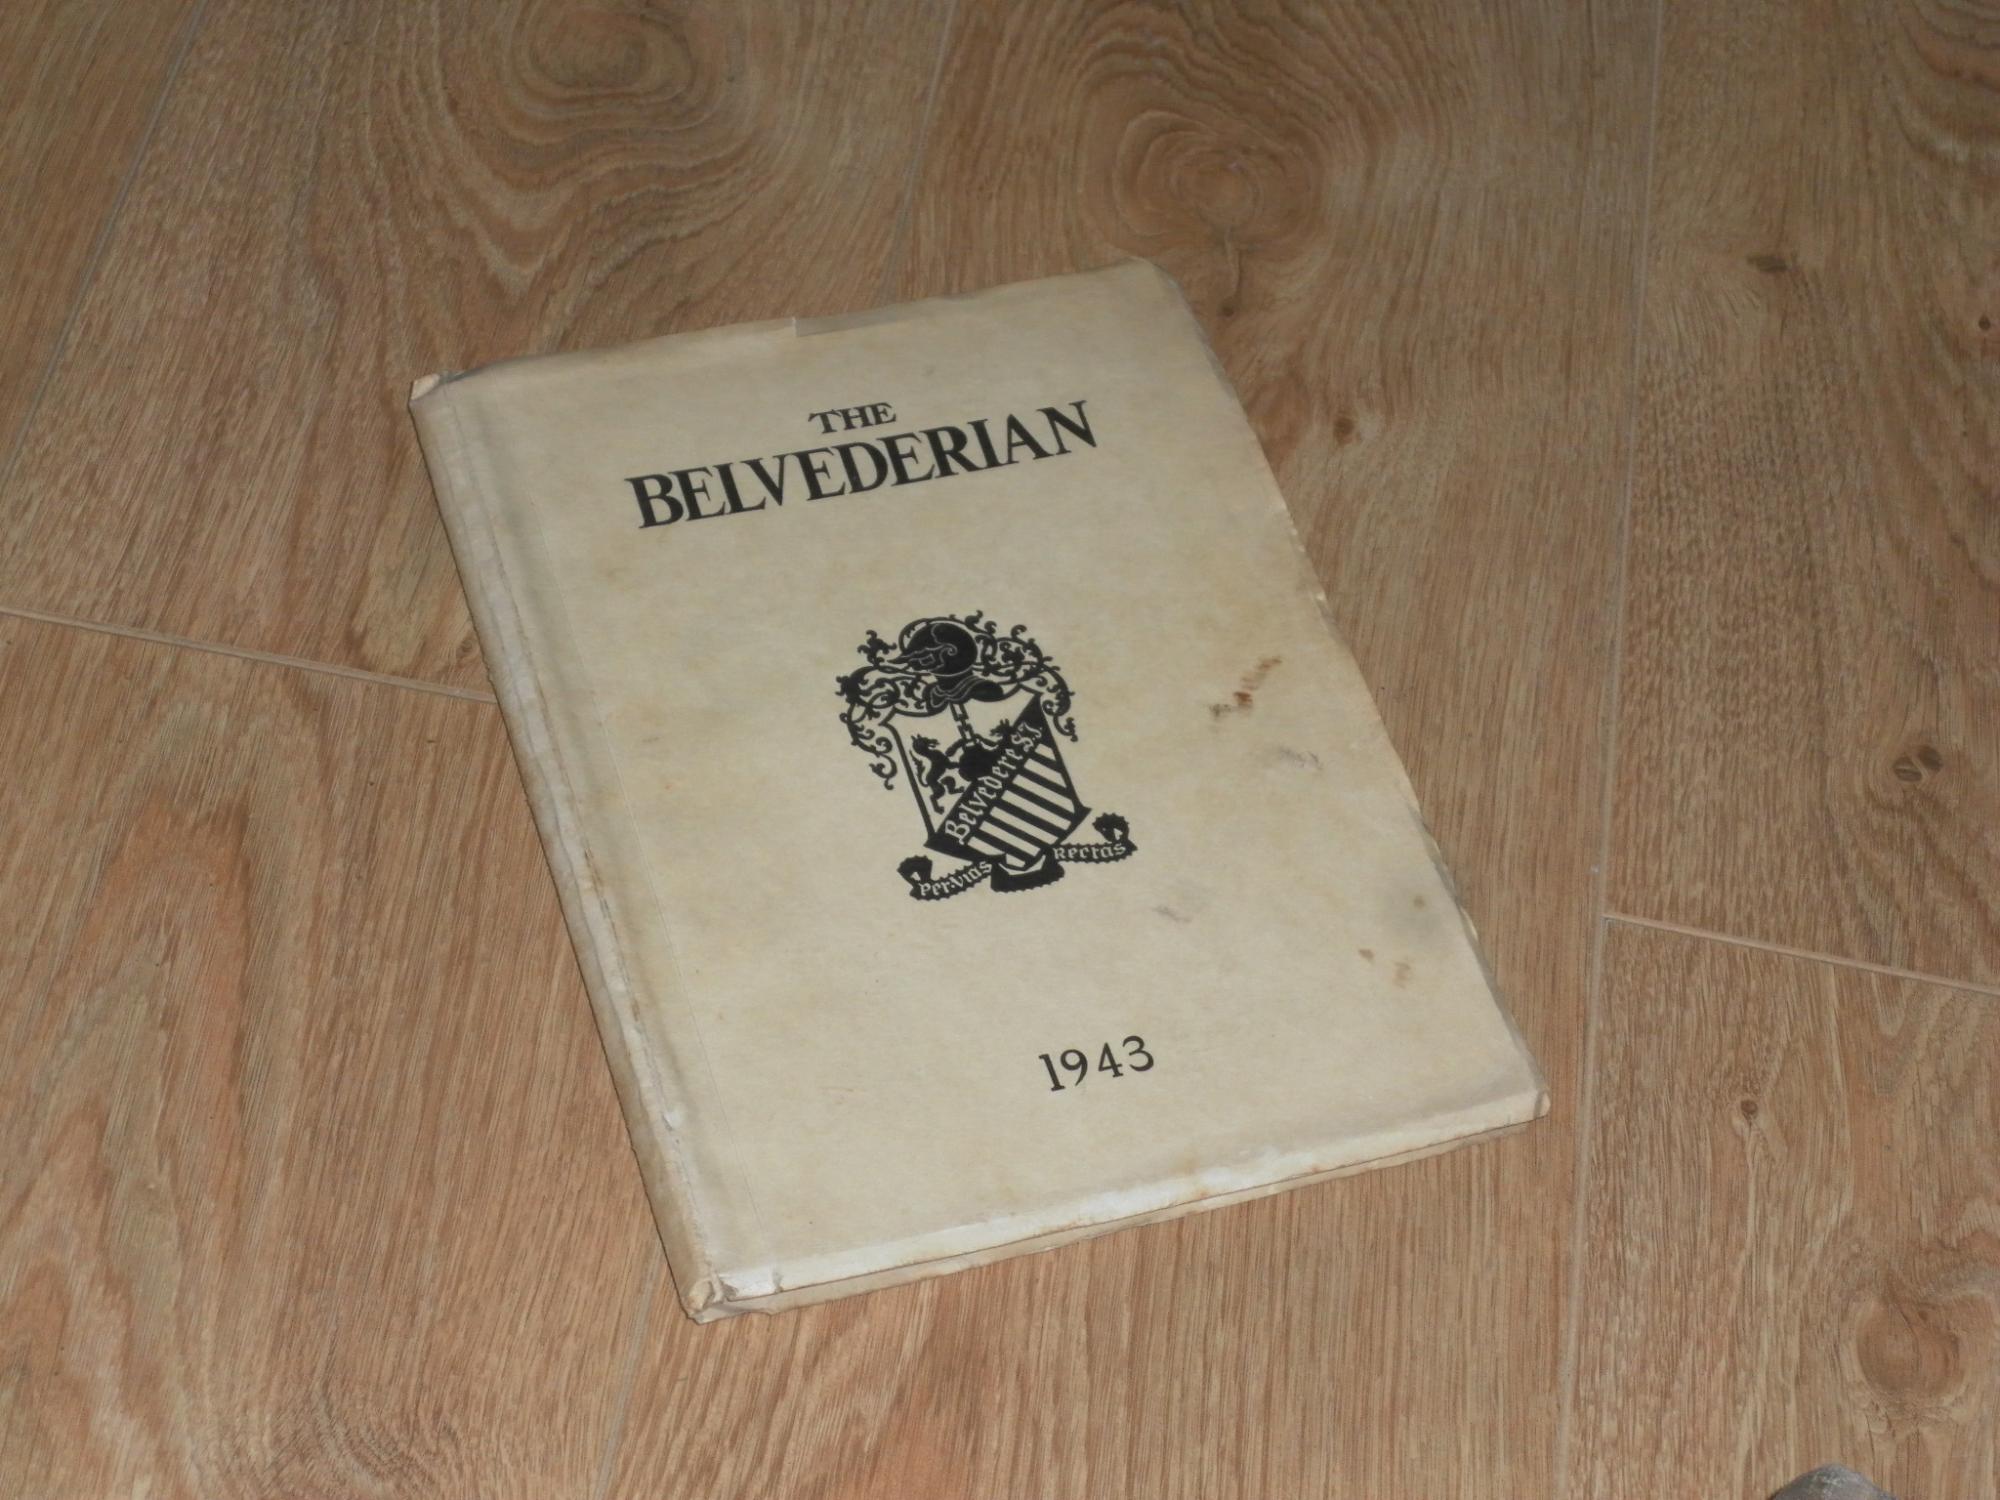 THE
BELVEDERIAN
Belvedere S.J.
Per Vias Rectas
1943